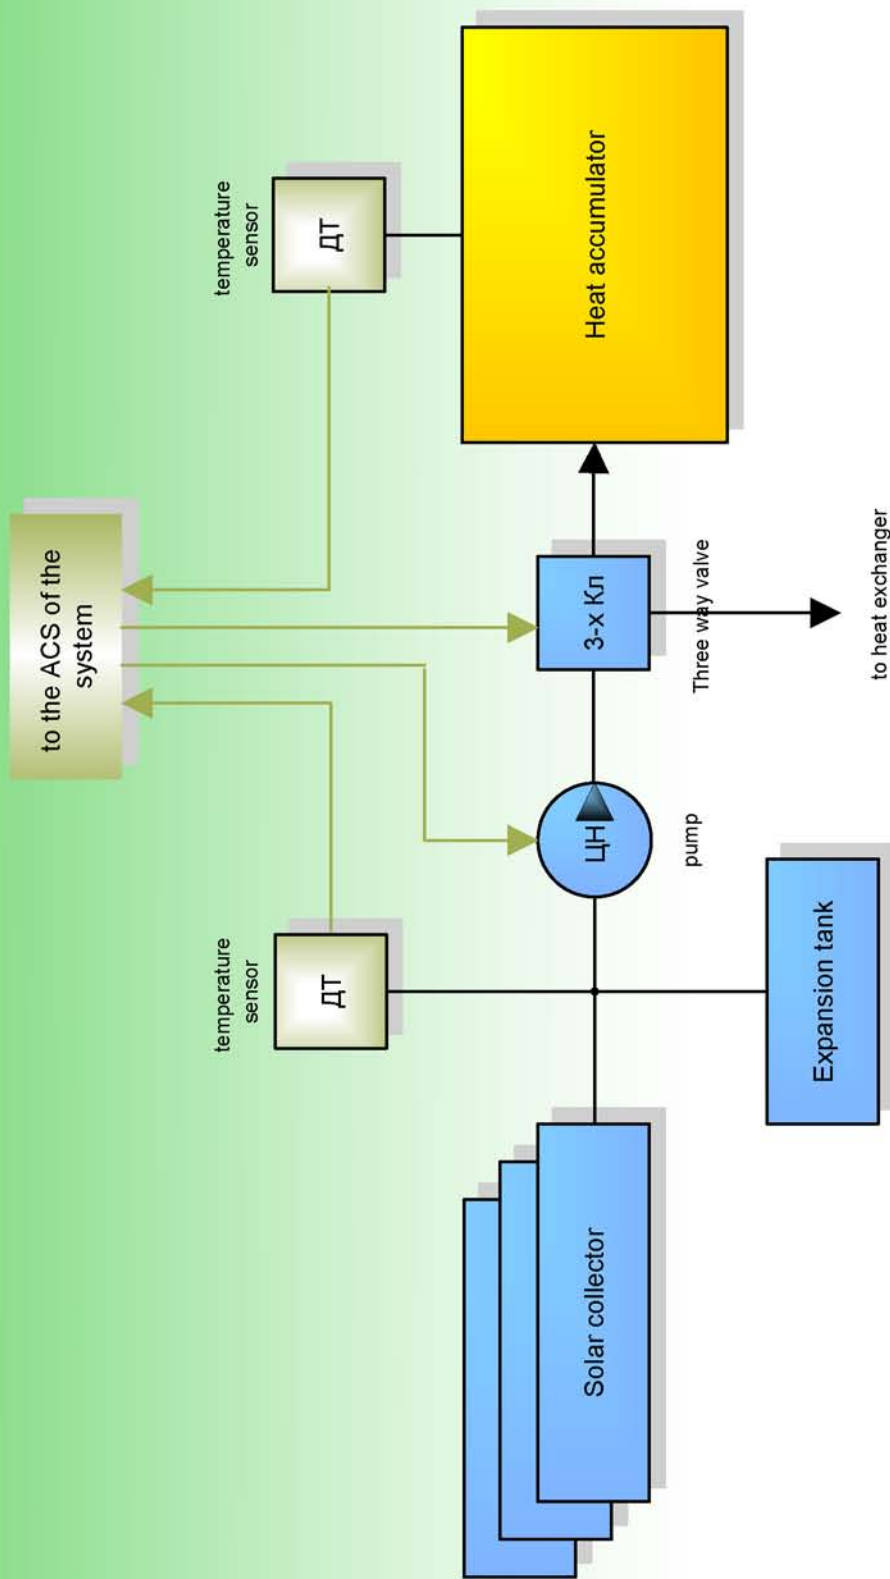 to the ACS of the
system
temperature
sensor
ДТ
temperature
sensor
ДТ
Solar collector
ЦН
pump
3-х Кл
Three way valve
Heat accumulator
Expansion tank
to heat exchanger